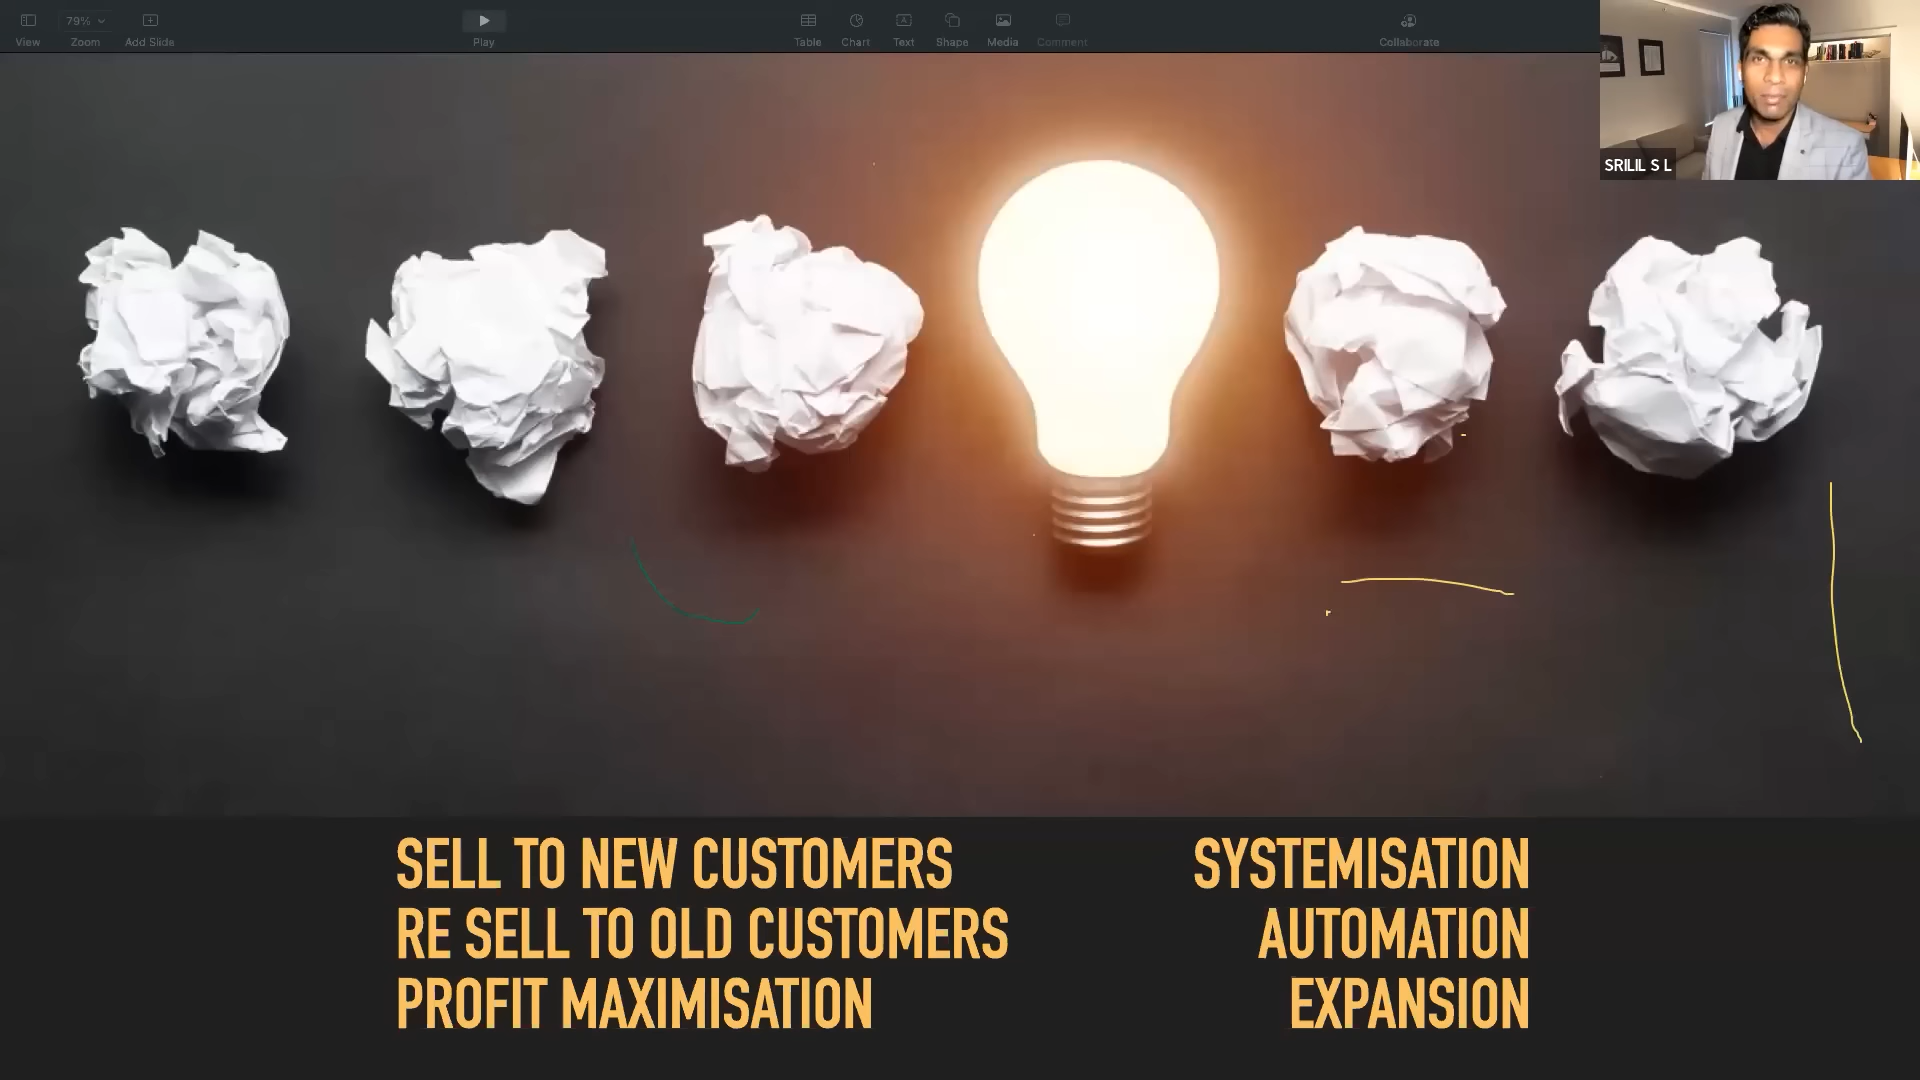 79%
View
Zoom
Add Slide
Play
Table
Chart
Text
Shape
Media
Comment
Collaborate
SRILIL S L
SELL TO NEW CUSTOMERS
RE SELL TO OLD CUSTOMERS
PROFIT MAXIMISATION
SYSTEMISATION
AUTOMATION
EXPANSION